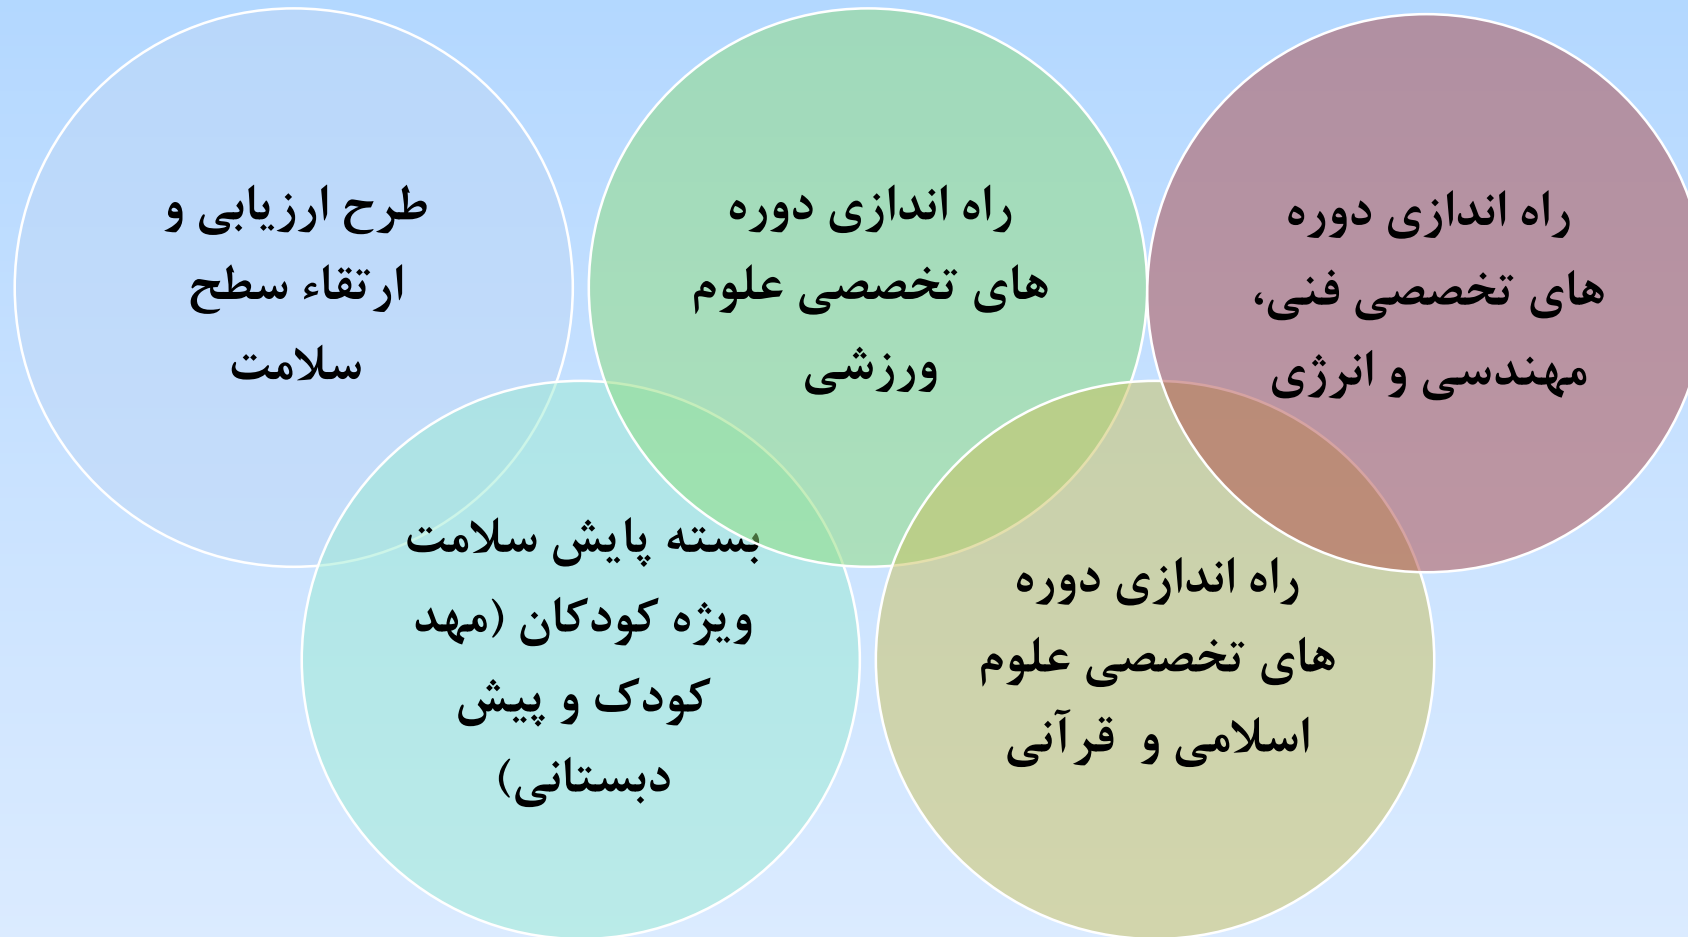 راه اندازی دوره
های تخصصی فنی،
مهندسی و انرژی
راه اندازی دوره
های تخصصی علوم
ورزشی
طرح ارزیابی و
ارتقاء سطح
سلامت
راه اندازی دوره
های تخصصی علوم
اسلامی و قرآنی
بسته پایش سلامت
ویژه کودکان (مهد
کودک و پیش
دبستانی)